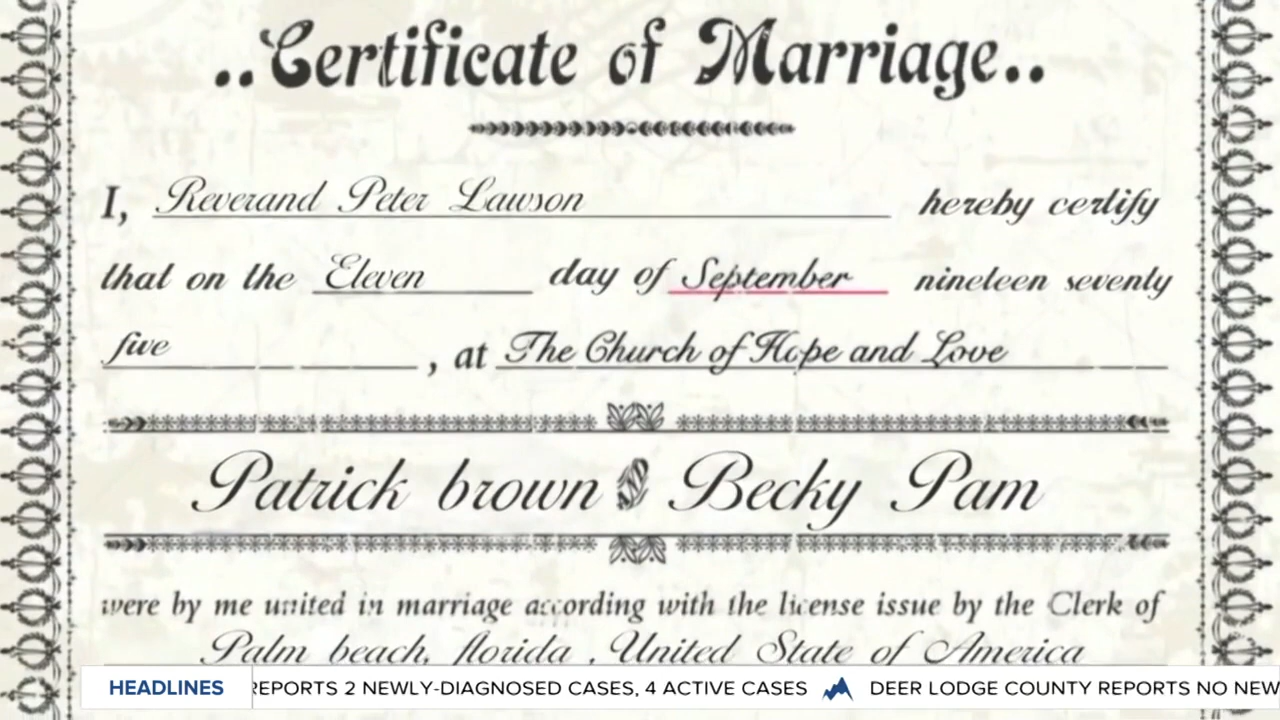 ..Certificate of Marriage..
I, Reverand Peter Lawson hereby certify
that on the Eleven day of September nineteen seventy
five , at The Church of Hope and Love
Patrick brown & Becky Pam
were by me united in marriage according with the license issue by the Clerk of
Palm beach, florida , United State of America
HEADLINES REPORTS 2 NEWLY-DIAGNOSED CASES, 4 ACTIVE CASES DEER LODGE COUNTY REPORTS NO NEW